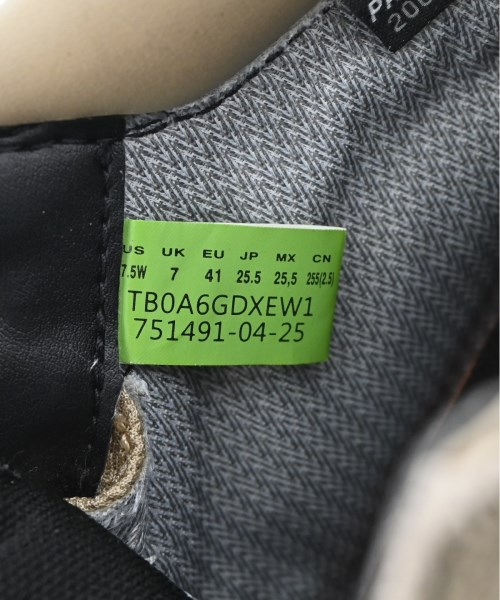 200
US UK EU JP MX CN
7.5W 7 41 25.5 25,5 255(2.5)
TB0A6GDXEW1
751491-04-25